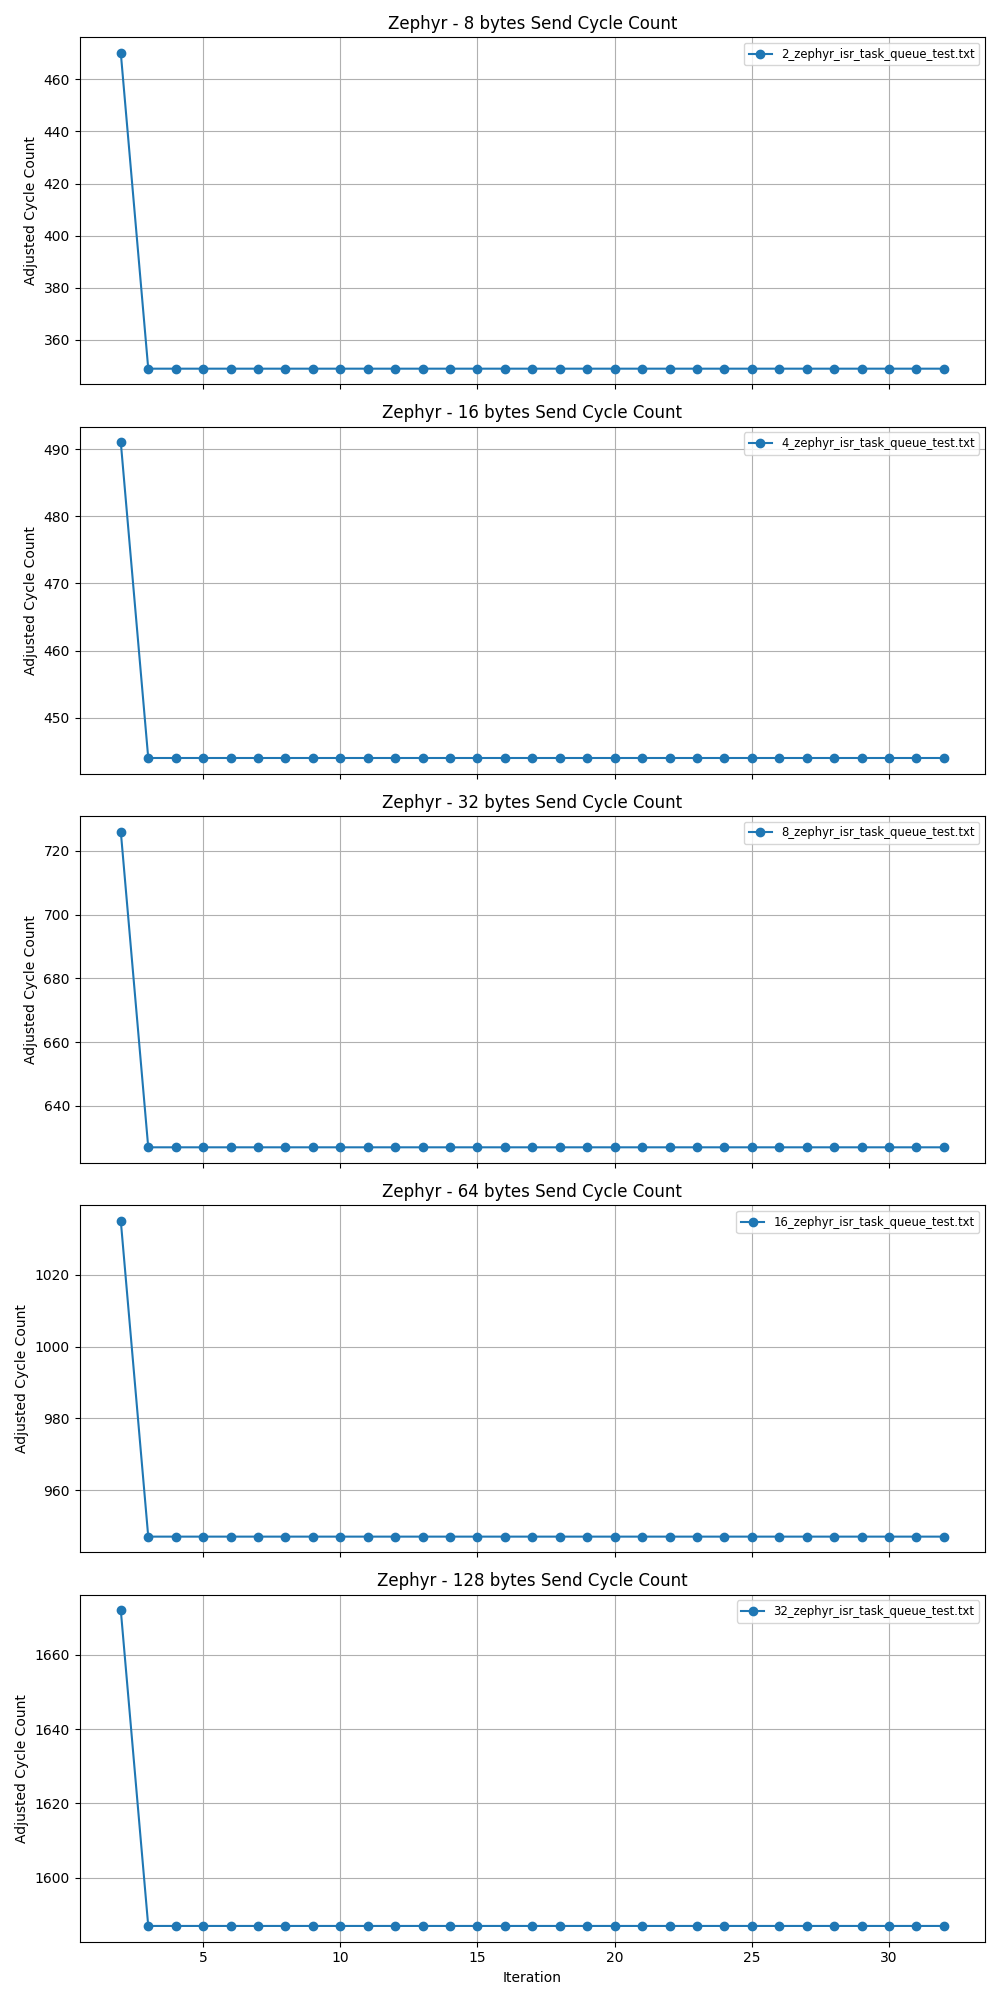 Zephyr - 8 bytes Send Cycle Count
2_zephyr_isr_task_queue_test.txt
Adjusted Cycle Count
460
440
420
400
380
360
Zephyr - 16 bytes Send Cycle Count
4_zephyr_isr_task_queue_test.txt
Adjusted Cycle Count
490
480
470
460
450
Zephyr - 32 bytes Send Cycle Count
8_zephyr_isr_task_queue_test.txt
Adjusted Cycle Count
720
700
680
660
640
Zephyr - 64 bytes Send Cycle Count
16_zephyr_isr_task_queue_test.txt
Adjusted Cycle Count
1020
1000
980
960
Zephyr - 128 bytes Send Cycle Count
32_zephyr_isr_task_queue_test.txt
Adjusted Cycle Count
1660
1640
1620
1600
5 10 15 20 25 30
Iteration